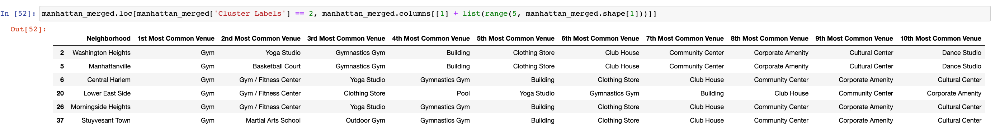 In [52]: manhattan_merged.loc[manhattan_merged['Cluster Labels'] == 2, manhattan_merged.columns[[1] + list(range(5, manhattan_merged.shape[1]))]]
Out[52]:
Neighborhood 1st Most Common Venue 2nd Most Common Venue 3rd Most Common Venue 4th Most Common Venue 5th Most Common Venue 6th Most Common Venue 7th Most Common Venue 8th Most Common Venue 9th Most Common Venue 10th Most Common Venue
2 Washington Heights Gym Yoga Studio Gymnastics Gym Building Clothing Store Club House Community Center Corporate Amenity Cultural Center Dance Studio
5 Manhattanville Gym Basketball Court Gymnastics Gym Building Clothing Store Club House Community Center Corporate Amenity Cultural Center Dance Studio
6 Central Harlem Gym Gym / Fitness Center Yoga Studio Gymnastics Gym Building Clothing Store Club House Community Center Corporate Amenity Cultural Center
20 Lower East Side Gym Gym / Fitness Center Clothing Store Pool Yoga Studio Gymnastics Gym Building Club House Community Center Corporate Amenity
26 Morningside Heights Gym Gym / Fitness Center Yoga Studio Gymnastics Gym Building Clothing Store Club House Community Center Corporate Amenity Cultural Center
37 Stuyvesant Town Gym Martial Arts School Outdoor Gym Gymnastics Gym Building Clothing Store Club House Community Center Corporate Amenity Cultural Center